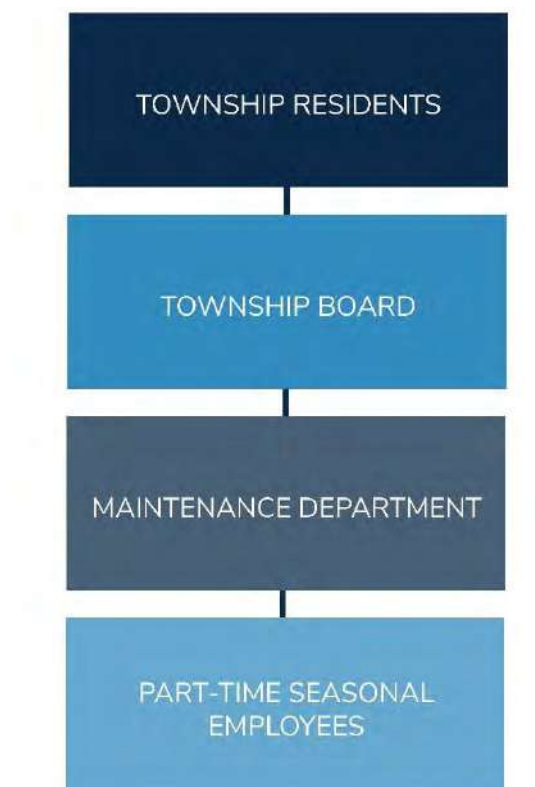 TOWNSHIP RESIDENTS
TOWNSHIP BOARD
MAINTENANCE DEPARTMENT
PART-TIME SEASONAL
EMPLOYEES